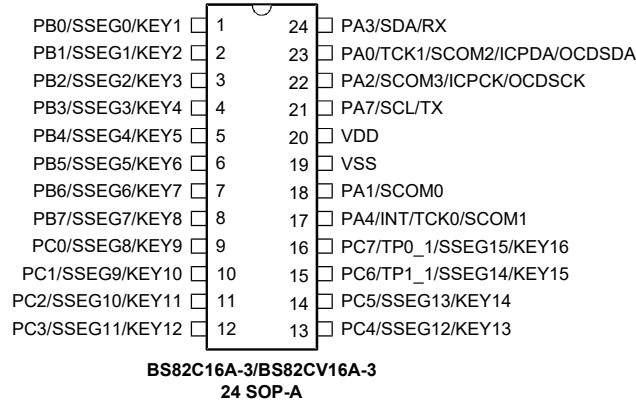 PB0/SSEG0/KEY1 1 24 PA3/SDA/RX
PB1/SSEG1/KEY2 2 23 PA0/TCK1/SCOM2/ICPDA/OCDSDA
PB2/SSEG2/KEY3 3 22 PA2/SCOM3/ICPCK/OCDSCK
PB3/SSEG3/KEY4 4 21 PA7/SCL/TX
PB4/SSEG4/KEY5 5 20 VDD
PB5/SSEG5/KEY6 6 19 VSS
PB6/SSEG6/KEY7 7 18 PA1/SCOM0
PB7/SSEG7/KEY8 8 17 PA4/INT/TCK0/SCOM1
PC0/SSEG8/KEY9 9 16 PC7/TP0_1/SSEG15/KEY16
PC1/SSEG9/KEY10 10 15 PC6/TP1_1/SSEG14/KEY15
PC2/SSEG10/KEY11 11 14 PC5/SSEG13/KEY14
PC3/SSEG11/KEY12 12 13 PC4/SSEG12/KEY13
BS82C16A-3/BS82CV16A-3
24 SOP-A